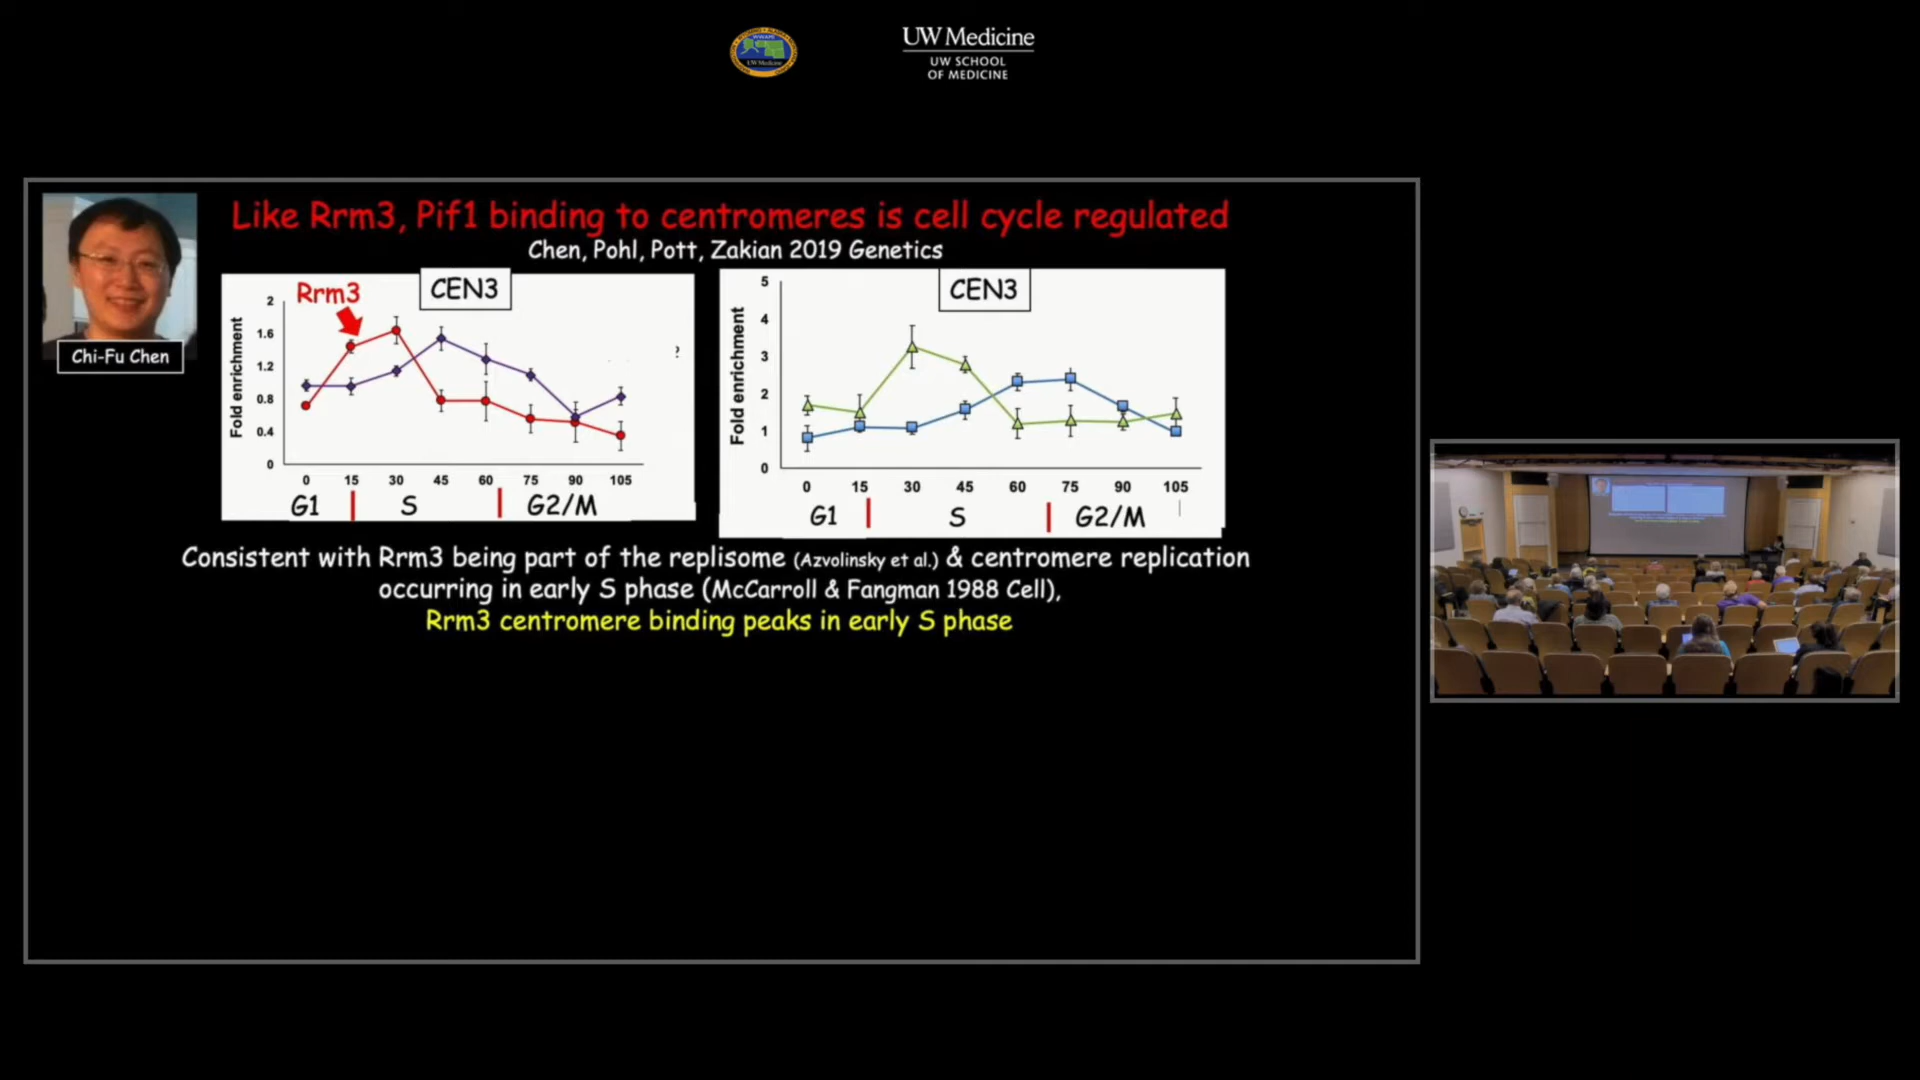 UW Medicine
UW SCHOOL
OF MEDICINE
Like Rrm3, Pif1 binding to centromeres is cell cycle regulated
Chen, Pohl, Pott, Zakian 2019 Genetics
Chi-Fu Chen
Rrm3
CEN3
Fold enrichment
2
1.6
1.2
0.8
0.4
0
0 15 30 45 60 75 90 105
G1 S G2/M
?
CEN3
Fold enrichment
5
4
3
2
1
0
0 15 30 45 60 75 90 105
G1 S G2/M
Consistent with Rrm3 being part of the replisome (Azvolinsky et al.) & centromere replication
occurring in early S phase (McCarroll & Fangman 1988 Cell),
Rrm3 centromere binding peaks in early S phase